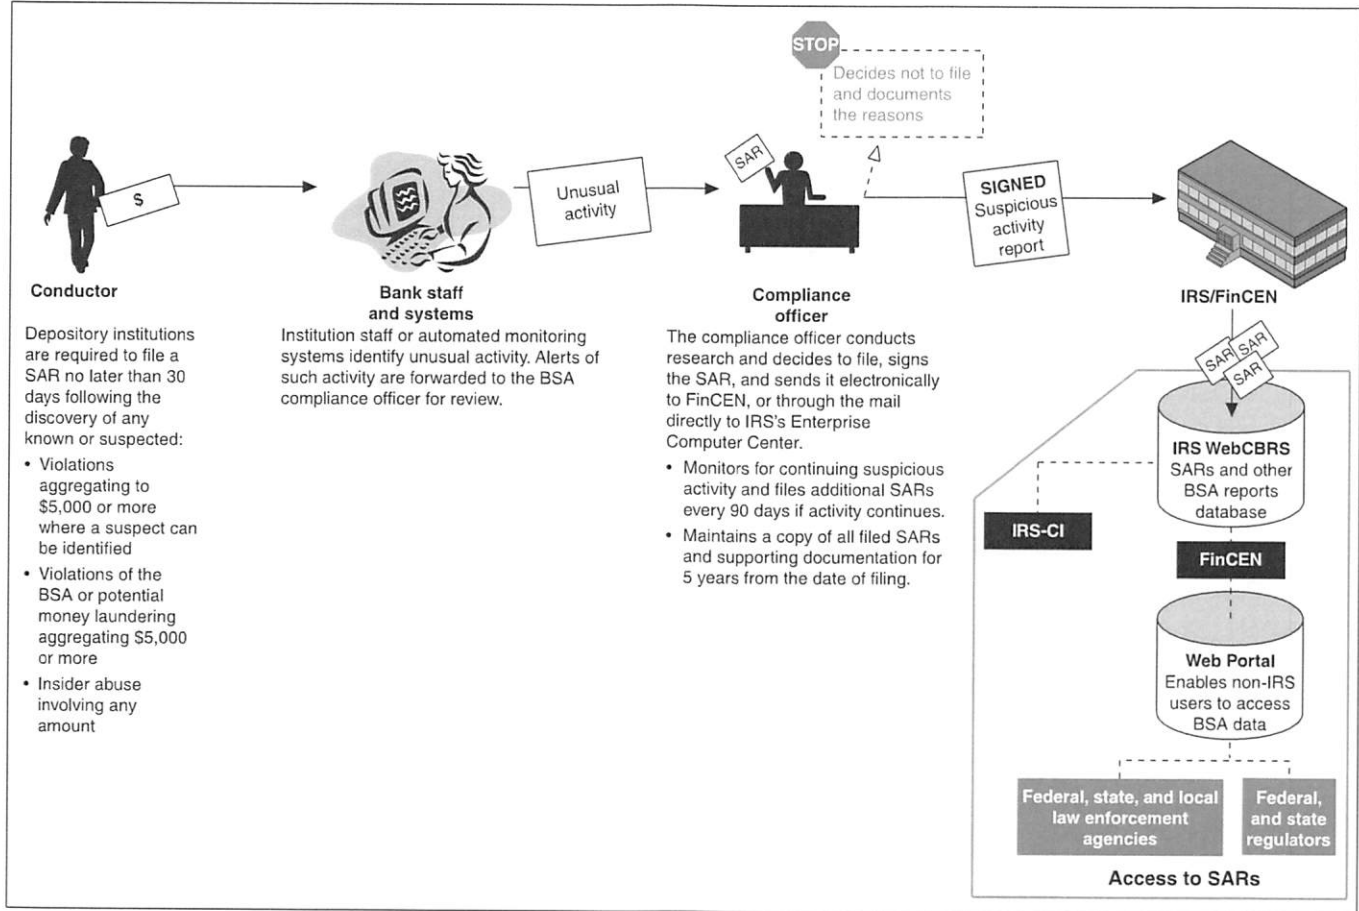 STOP
Decides not to file
and documents
the reasons
$
Unusual
activity
SAR
SIGNED
Suspicious
activity
report
Conductor
Depository institutions
are required to file a
SAR no later than 30
days following the
discovery of any
known or suspected:
• Violations
aggregating to
$5,000 or more
where a suspect can
be identified
• Violations of the
BSA or potential
money laundering
aggregating $5,000
or more
• Insider abuse
involving any
amount
Bank staff
and systems
Institution staff or automated monitoring
systems identify unusual activity. Alerts of
such activity are forwarded to the BSA
compliance officer for review.
Compliance
officer
The compliance officer conducts
research and decides to file, signs
the SAR, and sends it electronically
to FinCEN, or through the mail
directly to IRS's Enterprise
Computer Center.
• Monitors for continuing suspicious
activity and files additional SARs
every 90 days if activity continues.
• Maintains a copy of all filed SARs
and supporting documentation for
5 years from the date of filing.
IRS/FinCEN
SAR
SAR
SAR
IRS WebCBRS
SARs and other
BSA reports
database
IRS-CI
FinCEN
Web Portal
Enables non-IRS
users to access
BSA data
Federal, state, and local
law enforcement
agencies
Federal,
and state
regulators
Access to SARs